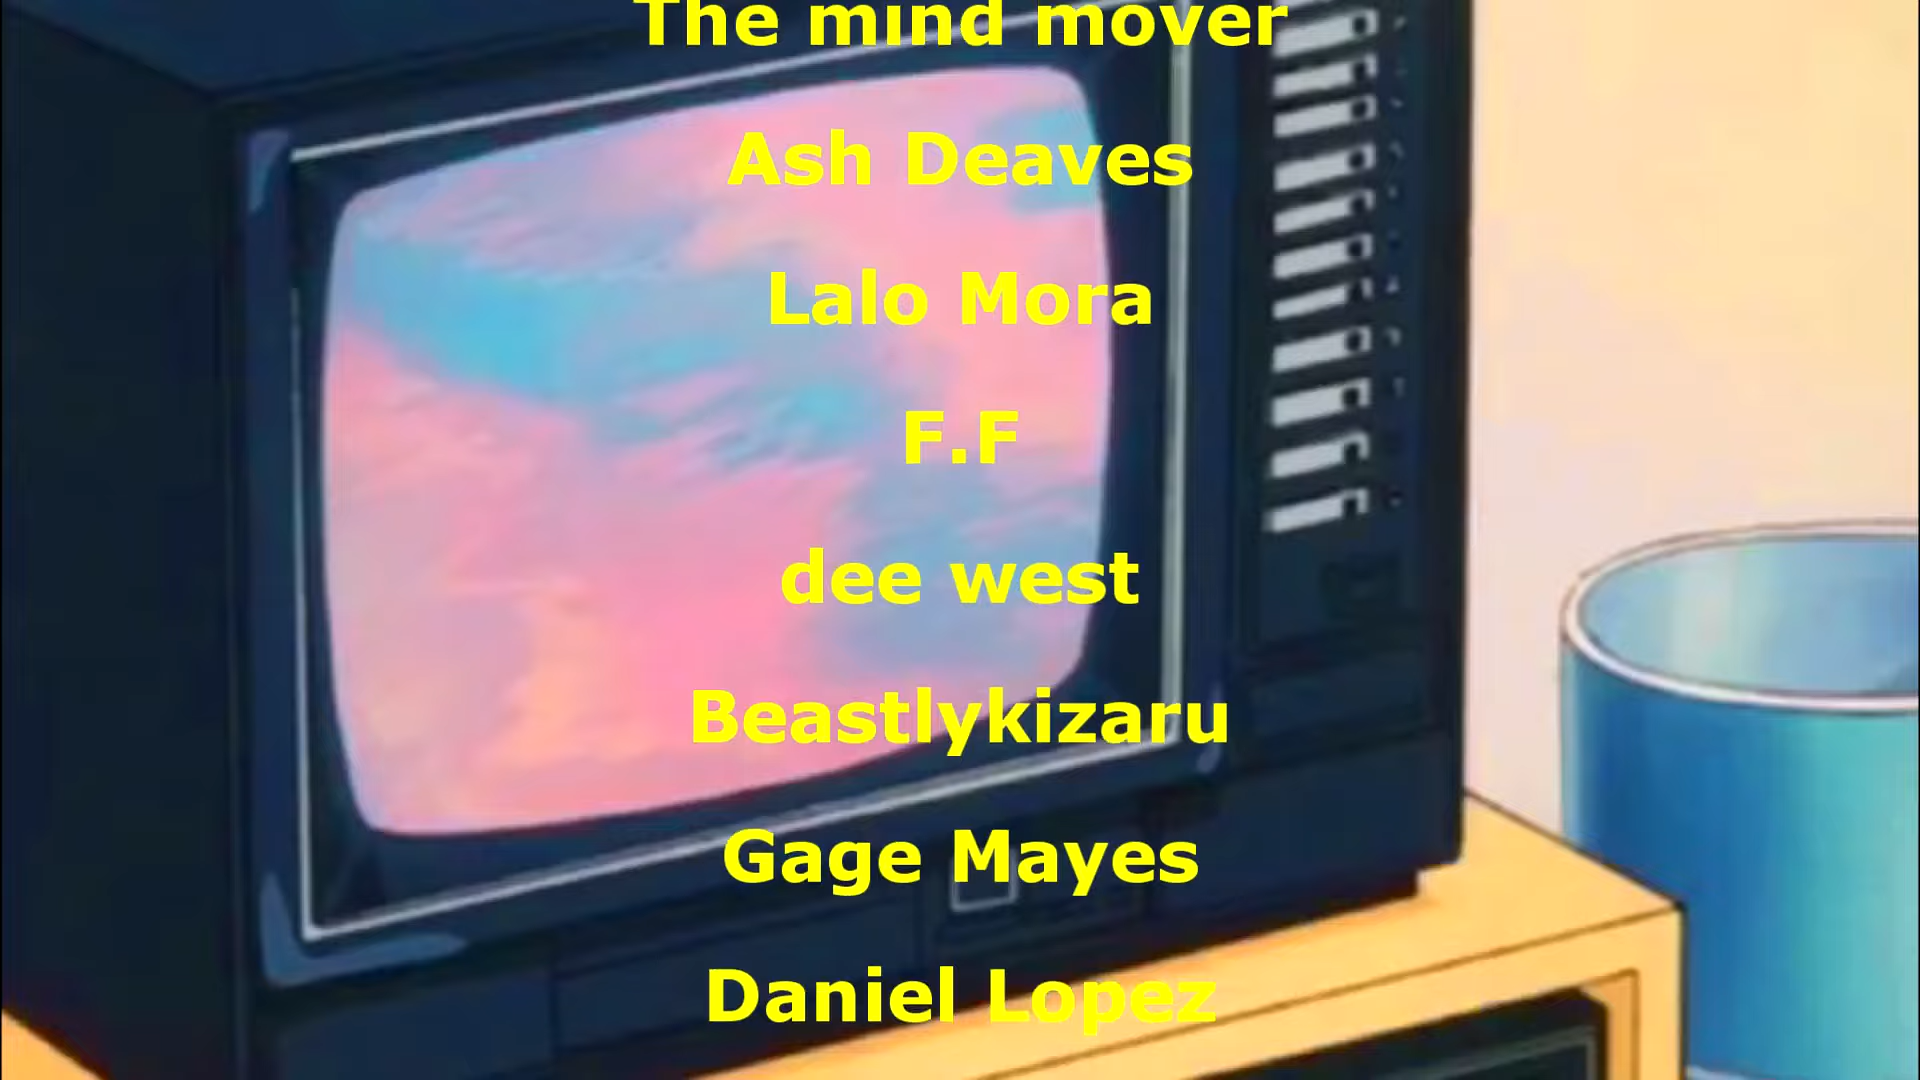 The mind mover
Ash Deaves
Lalo Mora
F.F
dee west
Beastlykizaru
Gage Mayes
Daniel Lopez